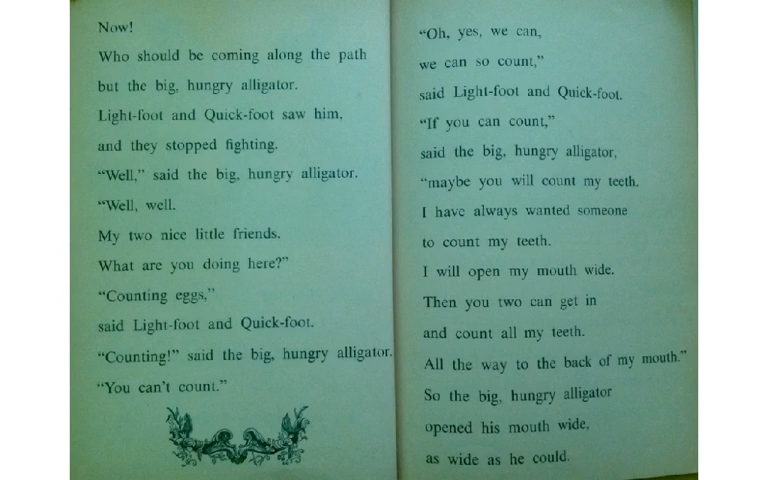 Now!
Who should be coming along the path
but the big, hungry alligator.
Light-foot and Quick-foot saw him,
and they stopped fighting.
“Well,” said the big, hungry alligator.
“Well, well.
My two nice little friends.
What are you doing here?”
“Counting eggs,”
said Light-foot and Quick-foot.
“Counting!” said the big, hungry alligator.
“You can’t count.”
“Oh, yes, we can,
we can so count,”
said Light-foot and Quick-foot.
“If you can count,”
said the big, hungry alligator,
“maybe you will count my teeth.
I have always wanted someone
to count my teeth.
I will open my mouth wide.
Then you two can get in
and count all my teeth.
All the way to the back of my mouth.”
So the big, hungry alligator
opened his mouth wide,
as wide as he could.